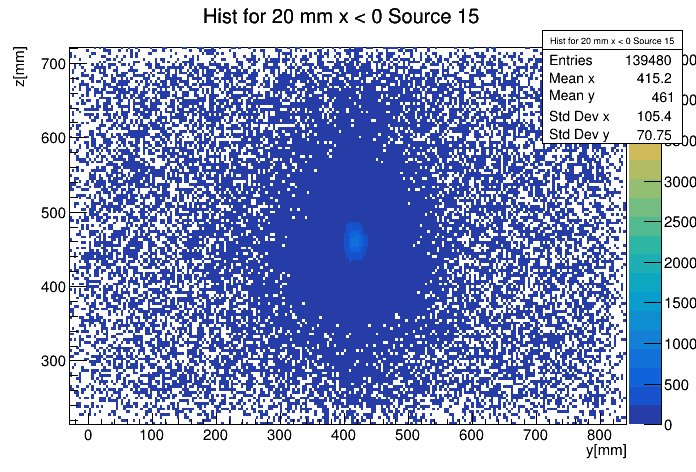 Hist for 20 mm x < 0 Source 15
Hist for 20 mm x < 0 Source 15
Entries 139480
Mean x 415.2
Mean y 461
Std Dev x 105.4
Std Dev y 70.75
z[mm]
700
600
500
400
300
0 100 200 300 400 500 600 700 800
y[mm]
3000
2500
2000
1500
1000
500
0